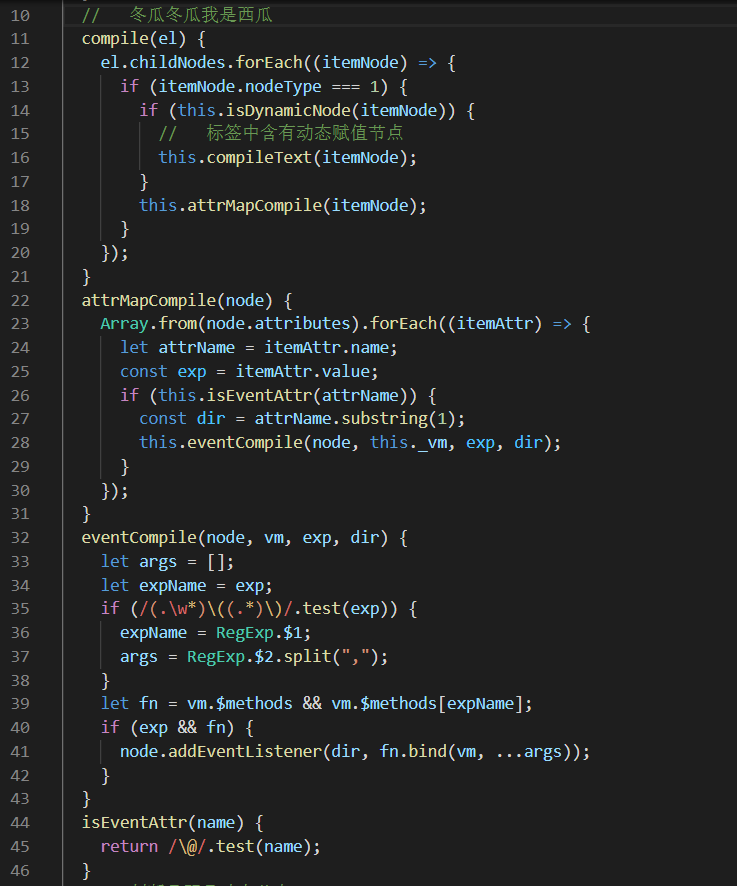 10 //   冬瓜冬瓜我是西瓜
11 compile(el) {
12 el.childNodes.forEach((itemNode) => {
13 if (itemNode.nodeType === 1) {
14 if (this.isDynamicNode(itemNode)) {
15 //   标签中含有动态赋值节点
16 this.compileText(itemNode);
17 }
18 this.attrMapCompile(itemNode);
19 }
20 });
21 }
22 attrMapCompile(node) {
23 Array.from(node.attributes).forEach((itemAttr) => {
24 let attrName = itemAttr.name;
25 const exp = itemAttr.value;
26 if (this.isEventAttr(attrName)) {
27 const dir = attrName.substring(1);
28 this.eventCompile(node, this._vm, exp, dir);
29 }
30 });
31 }
32 eventCompile(node, vm, exp, dir) {
33 let args = [];
34 let expName = exp;
35 if (/(.\w*)\((.*)\)/.test(exp)) {
36 expName = RegExp.$1;
37 args = RegExp.$2.split(",");
38 }
39 let fn = vm.$methods && vm.$methods[expName];
40 if (exp && fn) {
41 node.addEventListener(dir, fn.bind(vm, ...args));
42 }
43 }
44 isEventAttr(name) {
45 return /\@/.test(name);
46 }